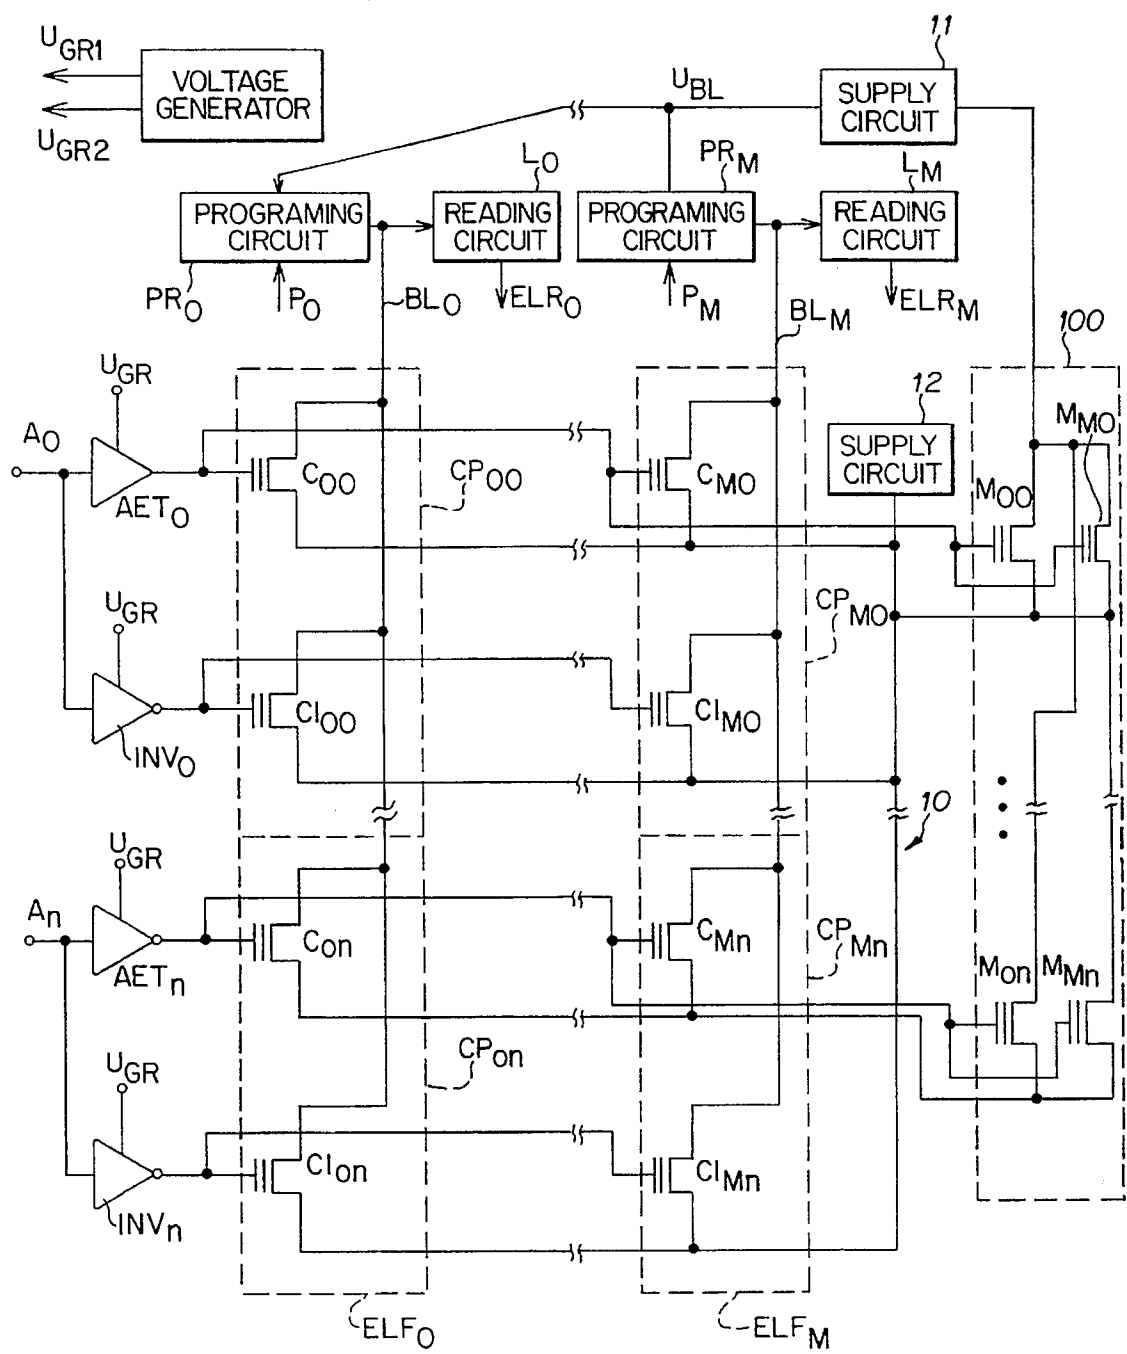 11
U_GR1
VOLTAGE
GENERATOR
U_GR2
U_BL
SUPPLY
CIRCUIT
L_O
PR_M
L_M
PROGRAMING
CIRCUIT
READING
CIRCUIT
PROGRAMING
CIRCUIT
READING
CIRCUIT
PR_O
P_O
BL_O
ELR_O
P_M
BL_M
ELR_M
100
U_GR
12
M_MO
A_O
SUPPLY
CIRCUIT
AET_O
C_OO
CP_OO
C_MO
M_OO
U_GR
CP_MO
INV_O
CI_OO
CI_MO
10
U_GR
A_n
AET_n
C_on
C_Mn
CP_Mn
M_on
M_Mn
U_GR
CP_on
INV_n
CI_on
CI_Mn
ELF_O
ELF_M